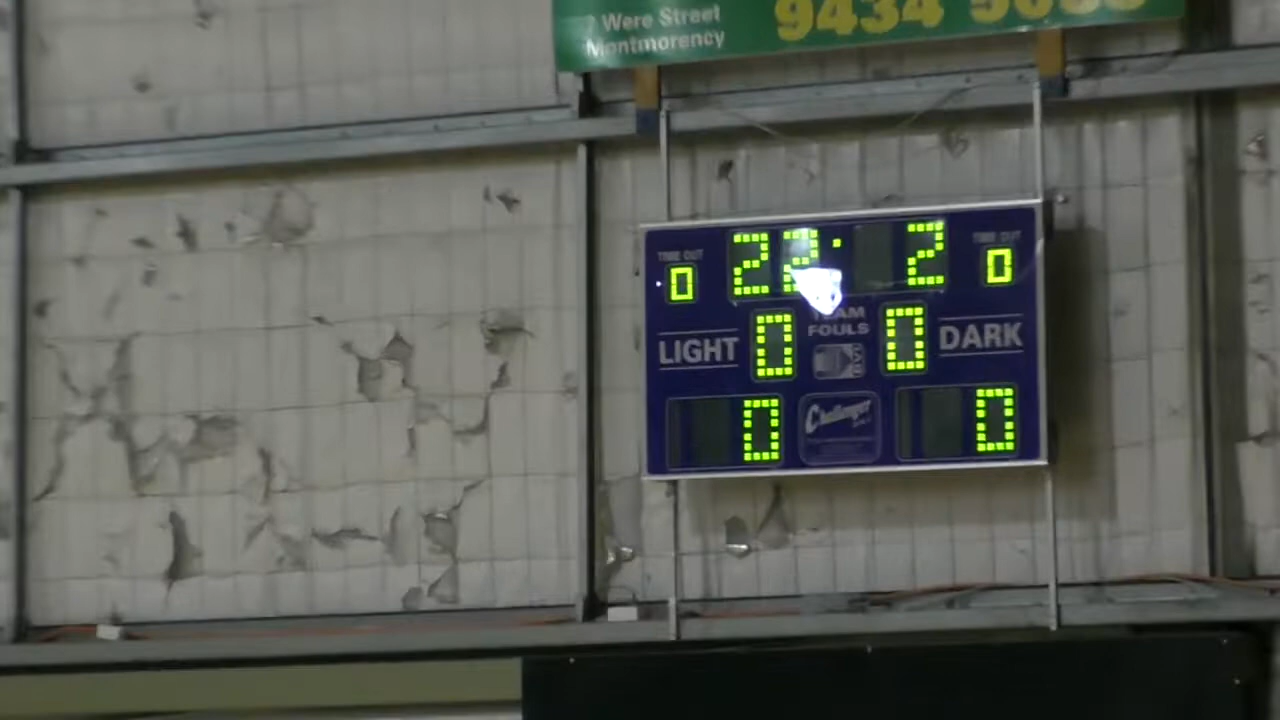 Were Street
Montmorency
9434
TIME OUT
0
22: 2
TIME OUT
0
LIGHT
0
TEAM
FOULS
0
DARK
0
Challenger
0